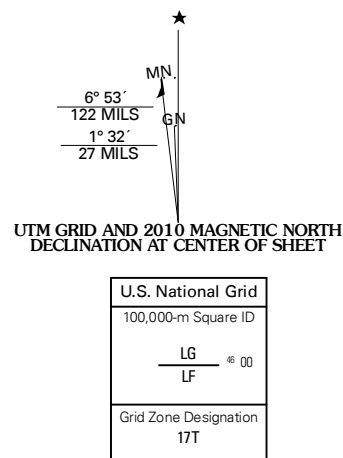 ★
MN.
6° 53´
122 MILS
GN
1° 32´
27 MILS
UTM GRID AND 2010 MAGNETIC NORTH
DECLINATION AT CENTER OF SHEET
U.S. National Grid
100,000-m Square ID
LG
46 00
LF
Grid Zone Designation
17T